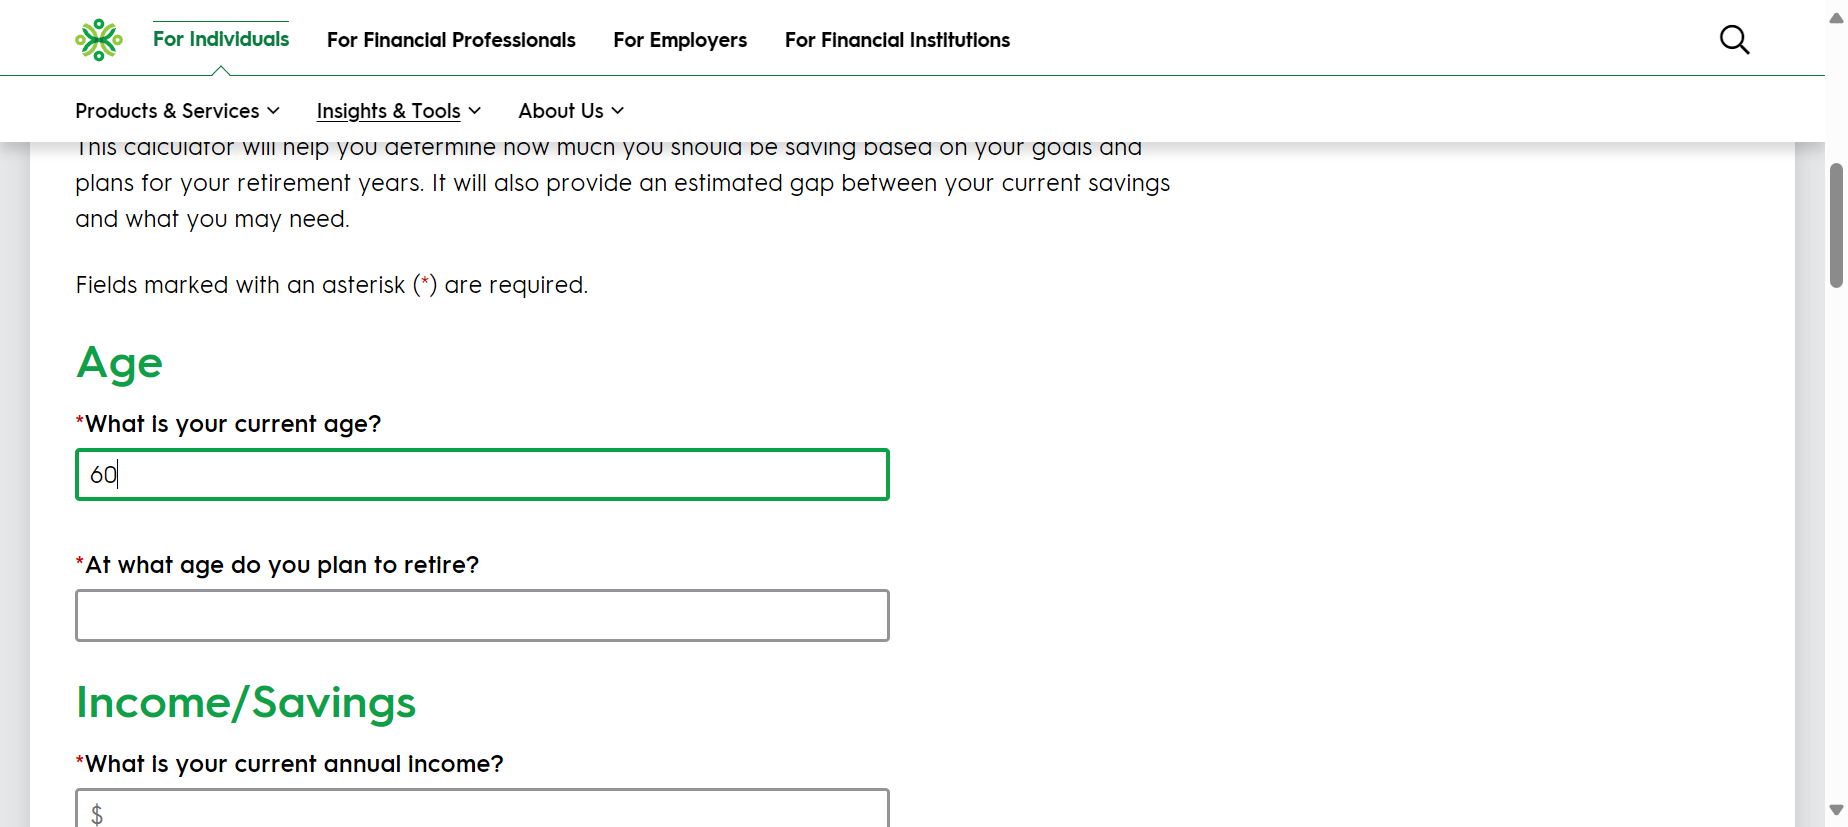 For Individuals
For Financial Professionals
For Employers
For Financial Institutions
Products & Services
Insights & Tools
About Us
This calculator will help you determine how much you should be saving based on your goals and
plans for your retirement years. It will also provide an estimated gap between your current savings
and what you may need.
Fields marked with an asterisk (*) are required.
Age
*What is your current age?
60
*At what age do you plan to retire?
Income/Savings
*What is your current annual income?
$